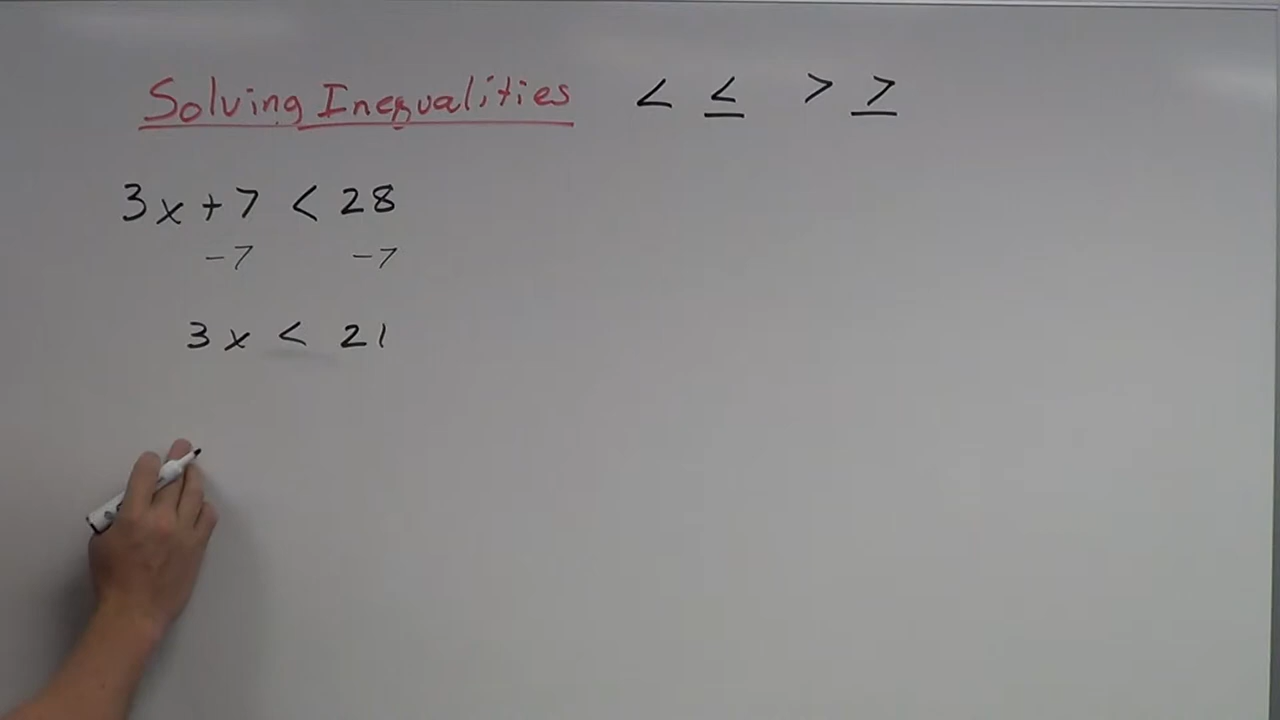 Solving Inequalities < ≤ > ≥
3x + 7 < 28
-7 -7
3x < 21